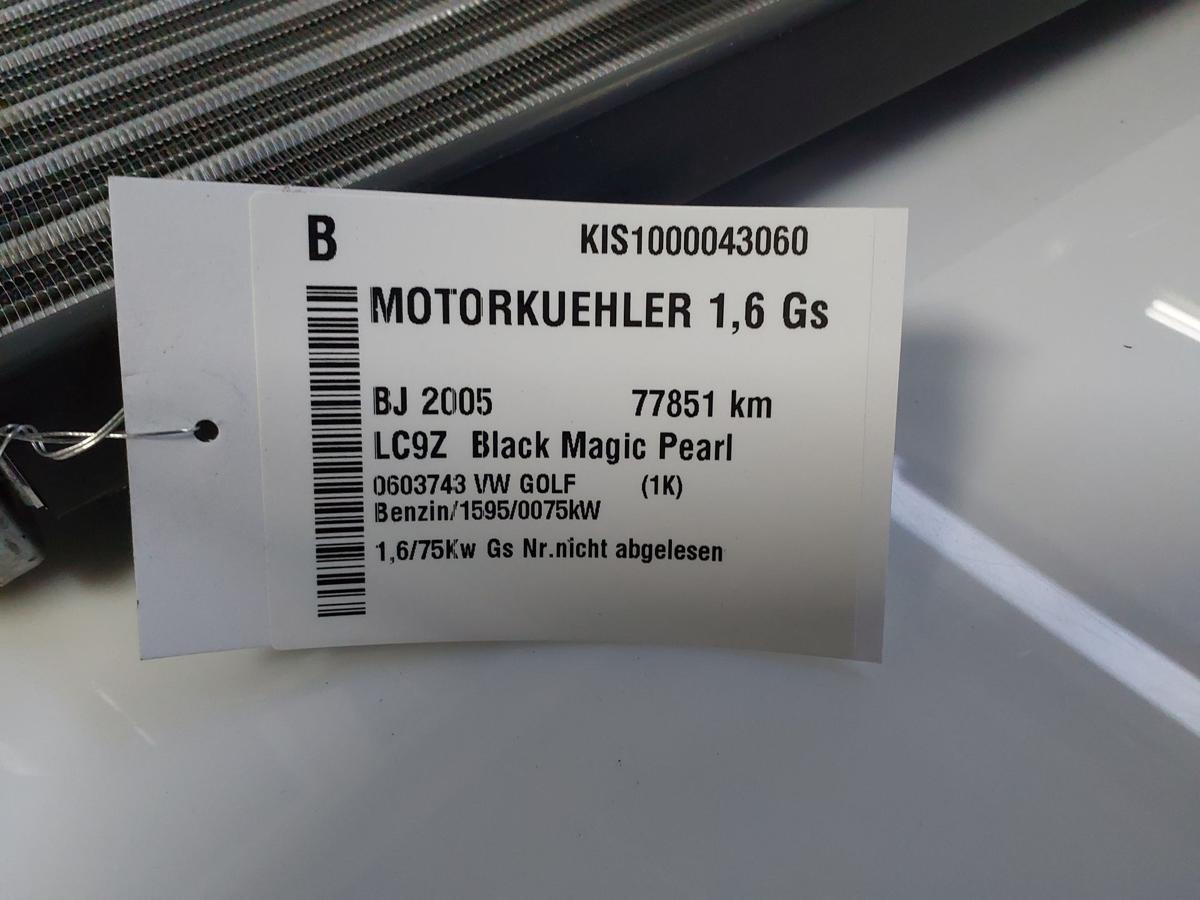 B KIS1000043060
MOTORKUEHLER 1,6 Gs
BJ 2005 77851 km
LC9Z Black Magic Pearl
0603743 VW GOLF (1K)
Benzin/1595/0075kW
1,6/75Kw Gs Nr.nicht abgelesen